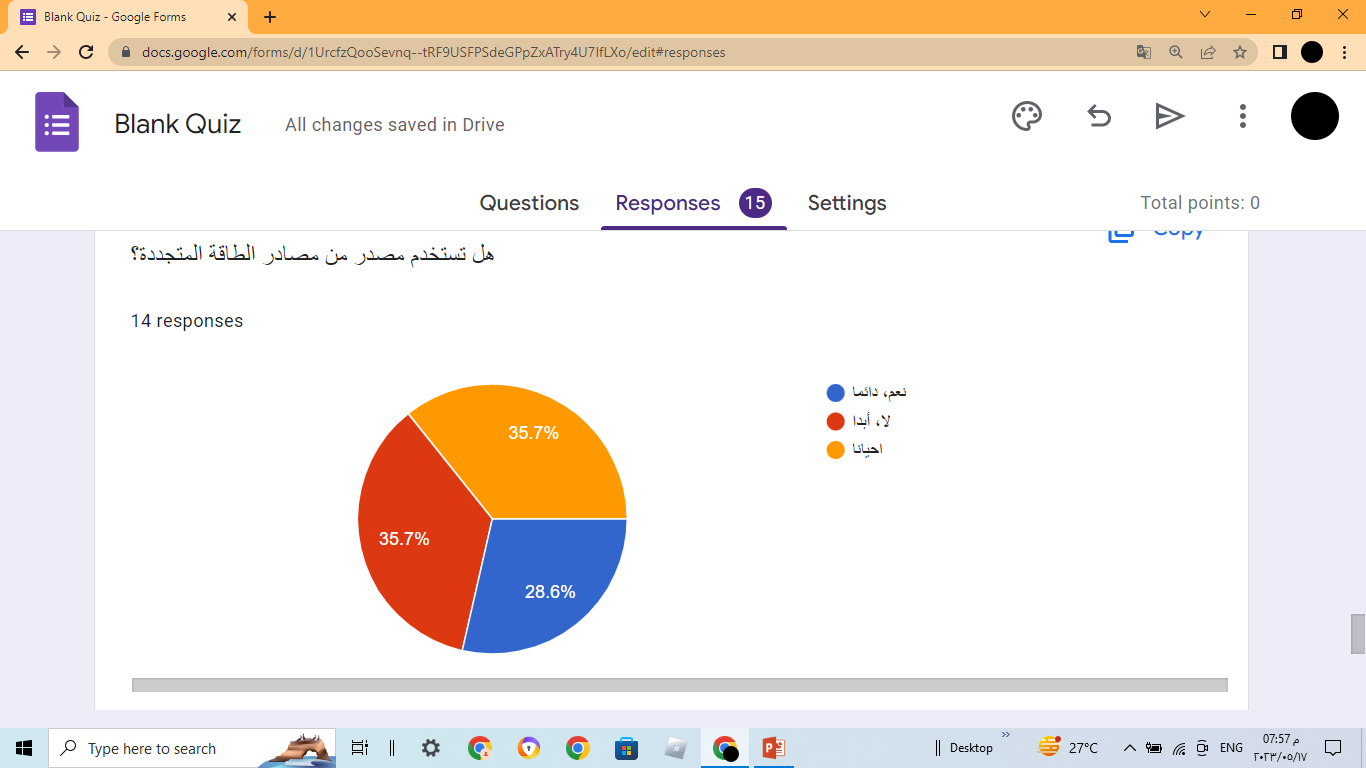 Blank Quiz - Google Forms
docs.google.com/forms/d/1UrcfzQooSevnq--tRF9USFPSdeGPpZxATry4U7lfLXo/edit#responses
Blank Quiz
All changes saved in Drive
Questions
Responses 15
Settings
Total points: 0
Copy
هل تستخدم مصدر من مصادر الطاقة المتجددة؟
14 responses
نعم، دائما
لا، أبدا
احيانا
35.7%
35.7%
28.6%
Type here to search
Desktop
27°C
ENG
07:57 م
٢٠٢٣/٠٥/١٧